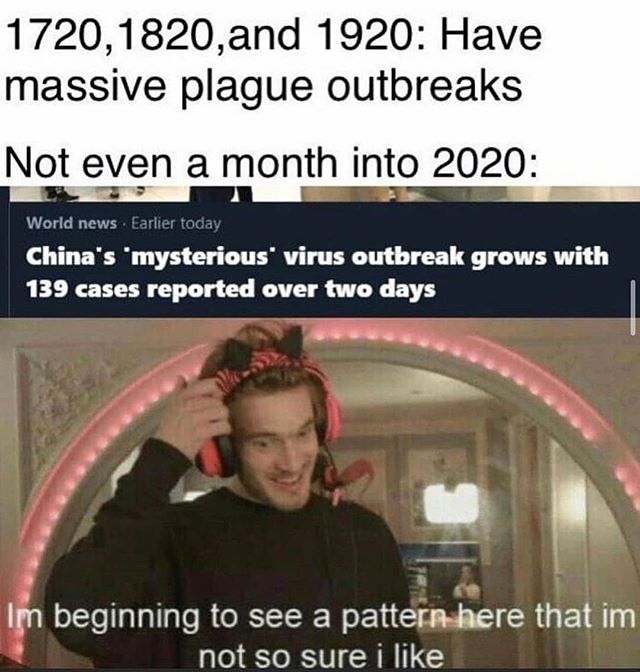 1720,1820,and 1920: Have
massive plague outbreaks
Not even a month into 2020:
World news · Earlier today
China's 'mysterious' virus outbreak grows with
139 cases reported over two days
Im beginning to see a pattern here that im
not so sure i like